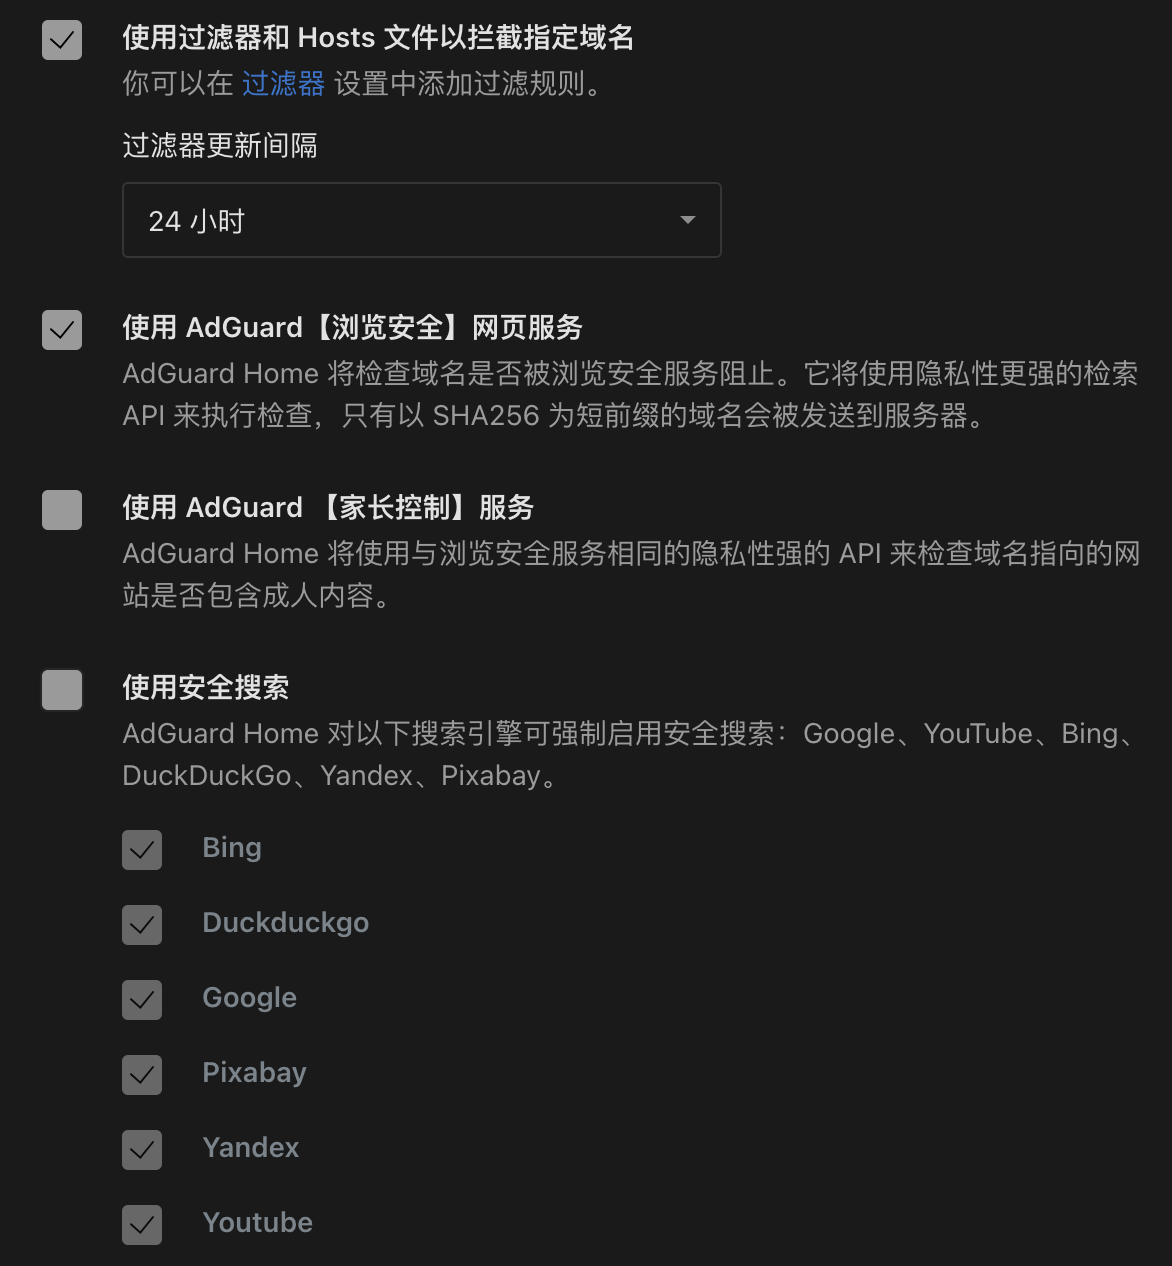 使用过滤器和 Hosts 文件以拦截指定域名
你可以在 过滤器 设置中添加过滤规则。
过滤器更新间隔
24 小时
使用 AdGuard【浏览安全】网页服务
AdGuard Home 将检查域名是否被浏览安全服务阻止。它将使用隐私性更强的检索
API 来执行检查，只有以 SHA256 为短前缀的域名会被发送到服务器。
使用 AdGuard 【家长控制】服务
AdGuard Home 将使用与浏览安全服务相同的隐私性强的 API 来检查域名指向的网
站是否包含成人内容。
使用安全搜索
AdGuard Home 对以下搜索引擎可强制启用安全搜索：Google、YouTube、Bing、
DuckDuckGo、Yandex、Pixabay。
Bing
Duckduckgo
Google
Pixabay
Yandex
Youtube